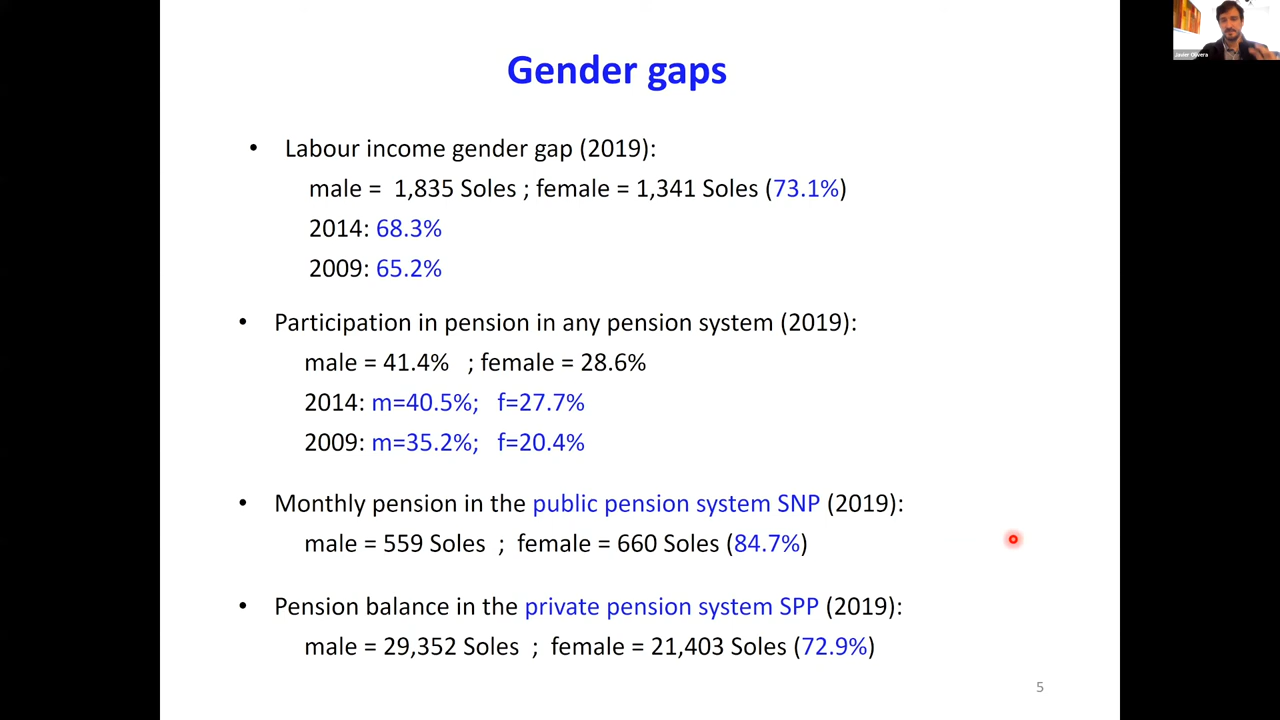 Gender gaps
• Labour income gender gap (2019):
male = 1,835 Soles ; female = 1,341 Soles (73.1%)
2014: 68.3%
2009: 65.2%
• Participation in pension in any pension system (2019):
male = 41.4% ; female = 28.6%
2014: m=40.5%; f=27.7%
2009: m=35.2%; f=20.4%
• Monthly pension in the public pension system SNP (2019):
male = 559 Soles ; female = 660 Soles (84.7%)
• Pension balance in the private pension system SPP (2019):
male = 29,352 Soles ; female = 21,403 Soles (72.9%)
5
Javier Olivera